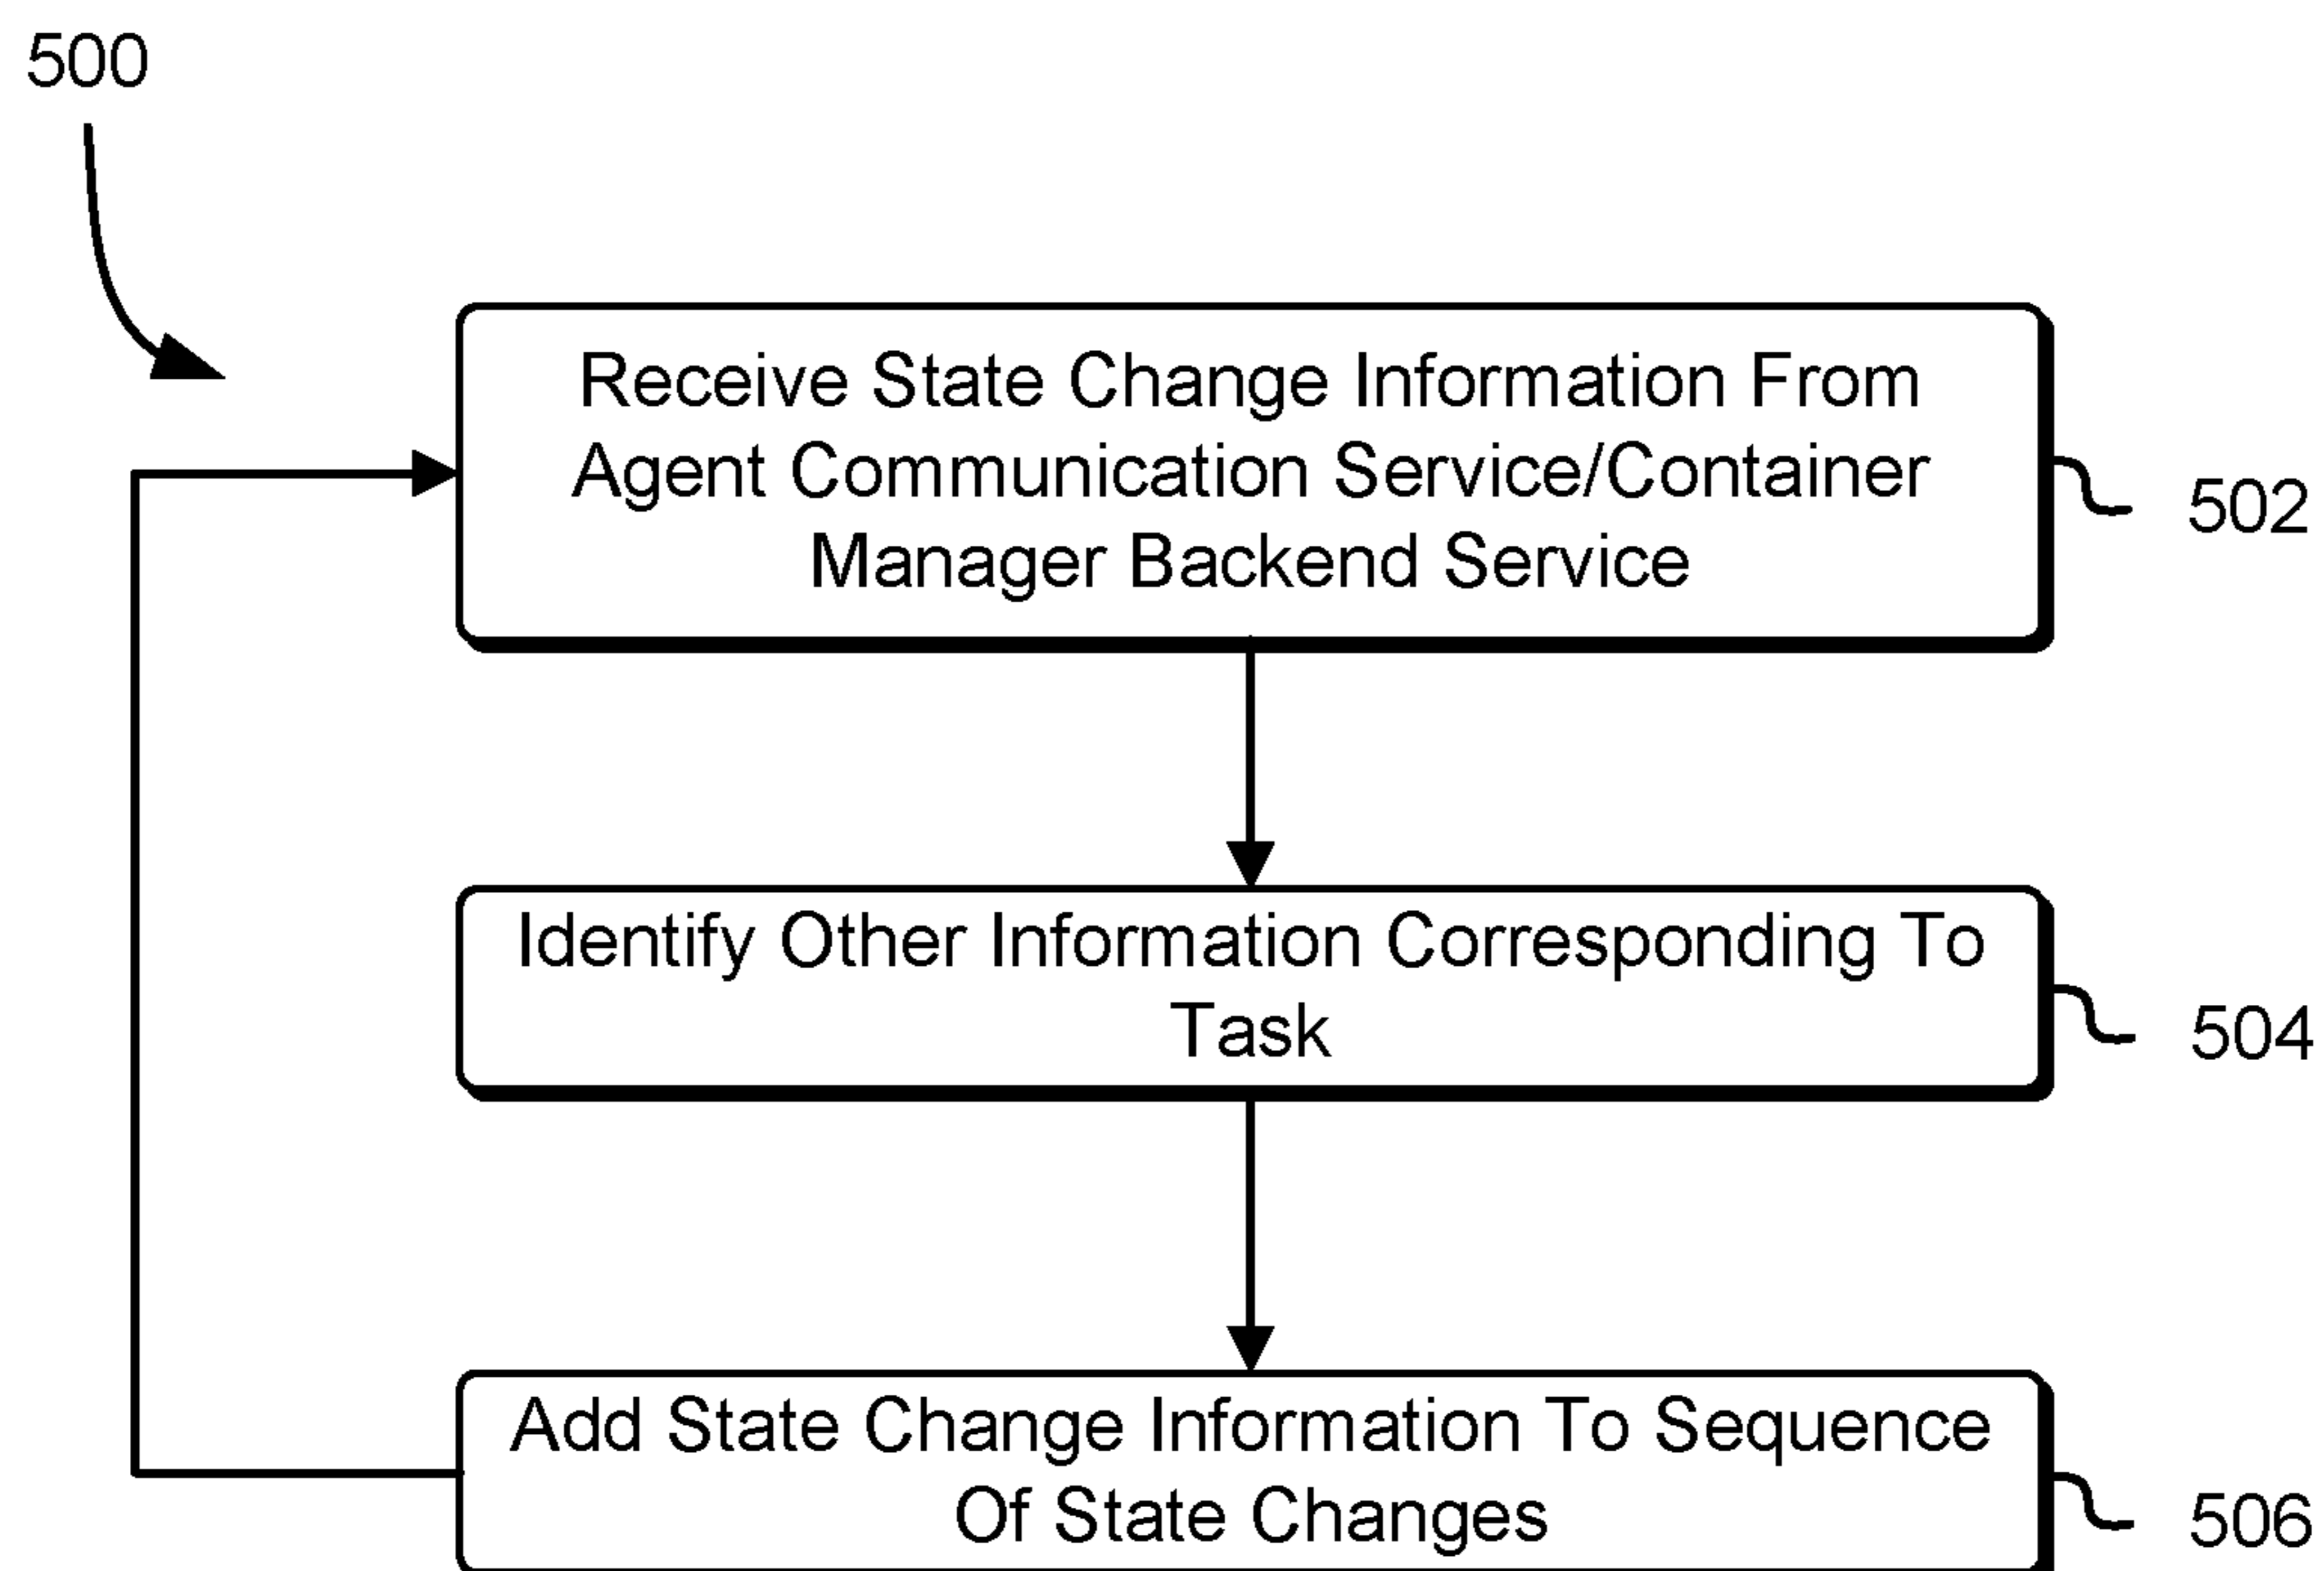 500
Receive State Change Information From
Agent Communication Service/Container
Manager Backend Service
502
Identify Other Information Corresponding To
Task
504
Add State Change Information To Sequence
Of State Changes
506